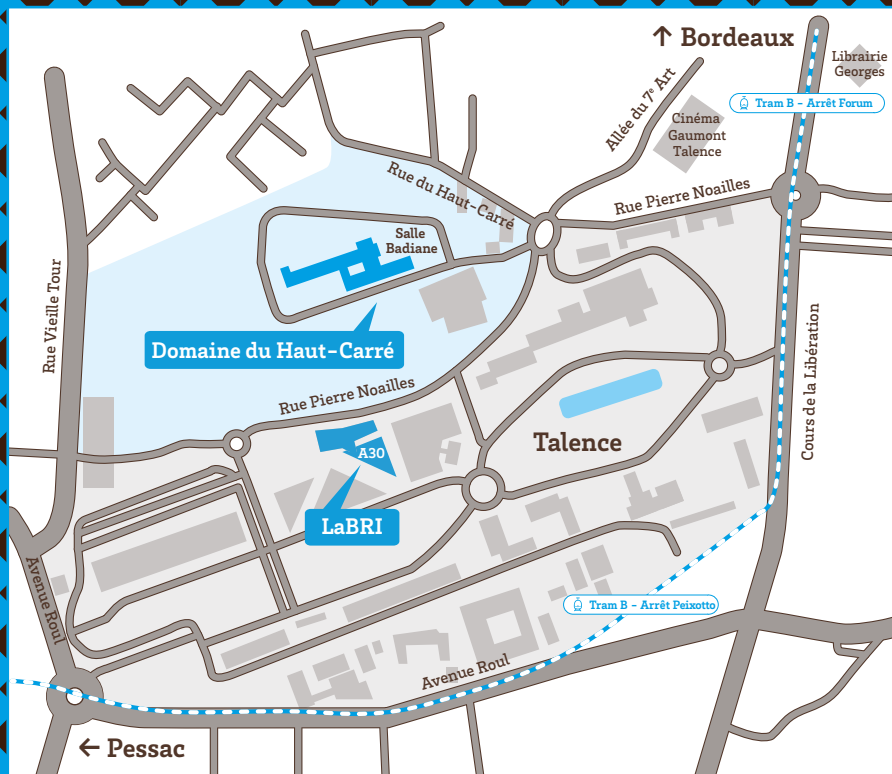 ↑ Bordeaux
Librairie
Georges
Tram B - Arrêt Forum
Allée du 7e Art
Cinéma
Gaumont
Talence
Rue du Haut-Carré
Rue Pierre Noailles
Salle
Badiane
Rue Vieille Tour
Domaine du Haut-Carré
Cours de la Libération
Rue Pierre Noailles
Talence
A30
LaBRI
Avenue Roul
Tram B - Arrêt Peixotto
Avenue Roul
← Pessac